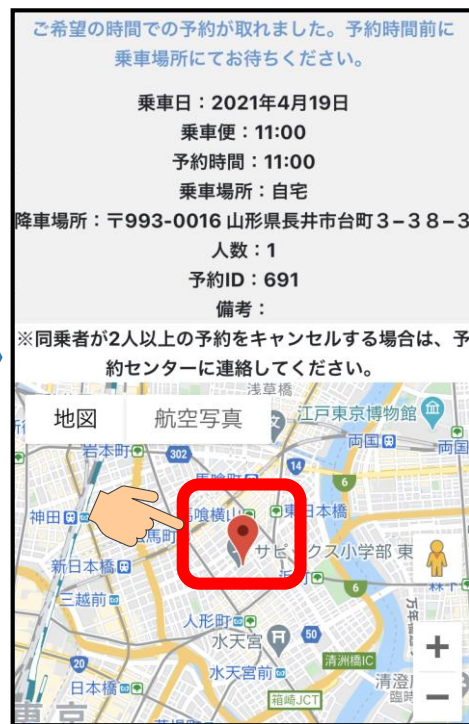 ご希望の時間での予約が取れました。予約時間前に
乗車場所にてお待ちください。
乗車日：2021年4月19日
乗車便：11:00
予約時間：11:00
乗車場所：自宅
降車場所：〒993-0016 山形県長井市台町３−３８−３
人数：1
予約ID：691
備考：
※同乗者が2人以上の予約をキャンセルする場合は、予
約センターに連絡してください。
浅草橋
地図
航空写真
江戸東京博物館
両国
両国
岩本町
302
馬喰町
14
神田
馬喰横山
東日本橋
新日本橋
サピックス小学部 東
三越前
6
人形町
水天宮
50
20
水天宮前
清洲橋IC
清澄
日本橋
箱崎JCT
東京
茅場町